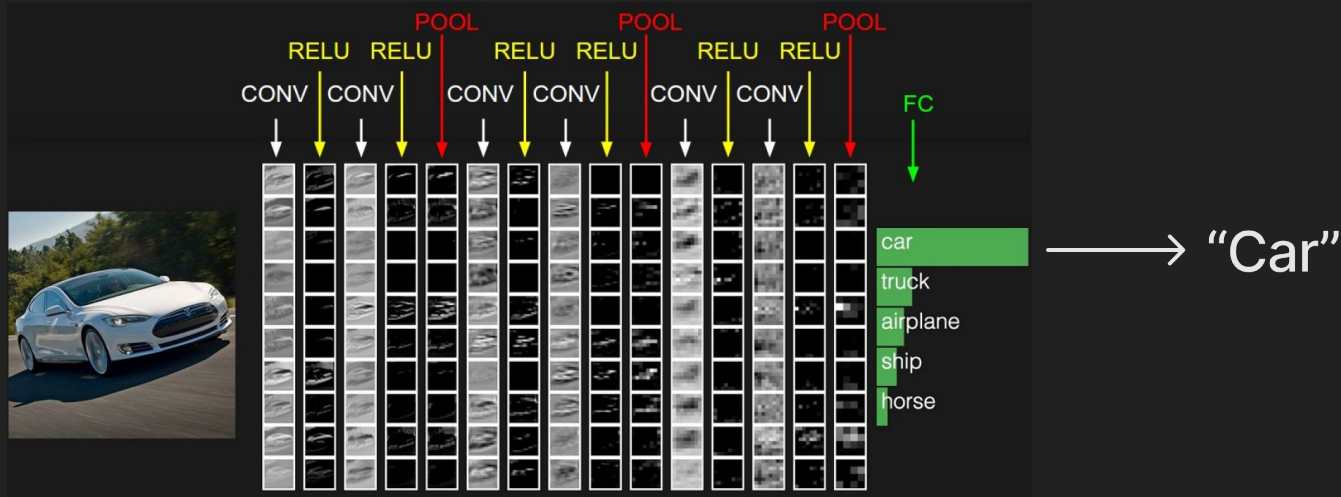 POOL POOL POOL
RELU RELU RELU RELU RELU RELU
CONV CONV CONV CONV CONV CONV
FC
car
truck
airplane
ship
horse
“Car”